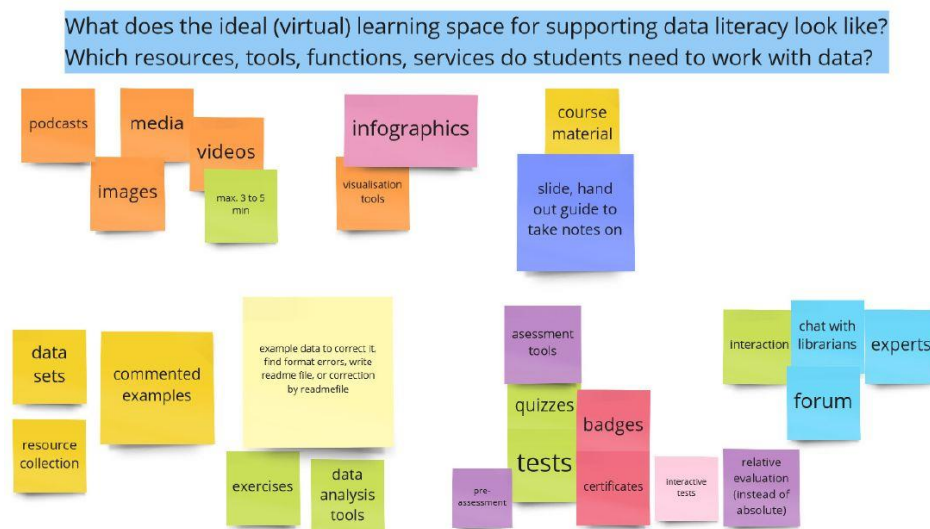 What does the ideal (virtual) learning space for supporting data literacy look like?
Which resources, tools, functions, services do students need to work with data?
podcasts
media
videos
images
max. 3 to 5
min
infographics
visualisation
tools
course
material
slide, hand
out guide to
take notes on
data
sets
commented
examples
resource
collection
example data to correct it,
find format errors, write
readme file, or correction
by readmefile
exercises
data
analysis
tools
asessment
tools
quizzes
tests
badges
certificates
pre-
assessment
interactive
tests
relative
evaluation
(instead of
absolute)
interaction
chat with
librarians
experts
forum